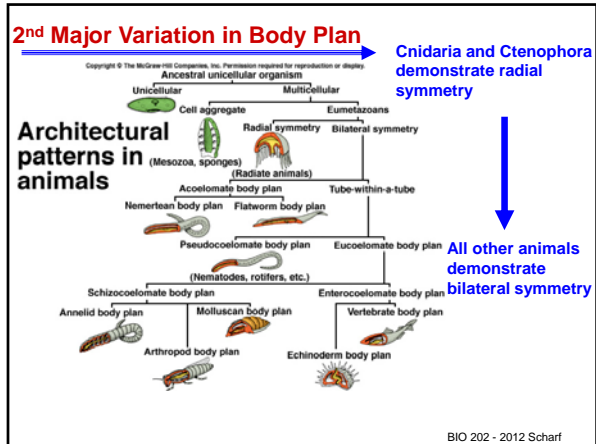 2nd Major Variation in Body Plan
Cnidaria and Ctenophora
demonstrate radial
symmetry
Copyright © The McGraw-Hill Companies, Inc. Permission required for reproduction or display.
Ancestral unicellular organism
Unicellular
Multicellular
Cell aggregate
Eumetazoans
Architectural
patterns in
animals
Radial symmetry
Bilateral symmetry
(Mesozoa, sponges)
(Radiate animals)
Acoelomate body plan
Tube-within-a-tube
Nemertean body plan
Flatworm body plan
Pseudocoelomate body plan
Eucoelomate body plan
All other animals
demonstrate
bilateral symmetry
(Nematodes, rotifers, etc.)
Schizocoelomate body plan
Enterocoelomate body plan
Annelid body plan
Molluscan body plan
Vertebrate body plan
Arthropod body plan
Echinoderm body plan
BIO 202 - 2012 Scharf